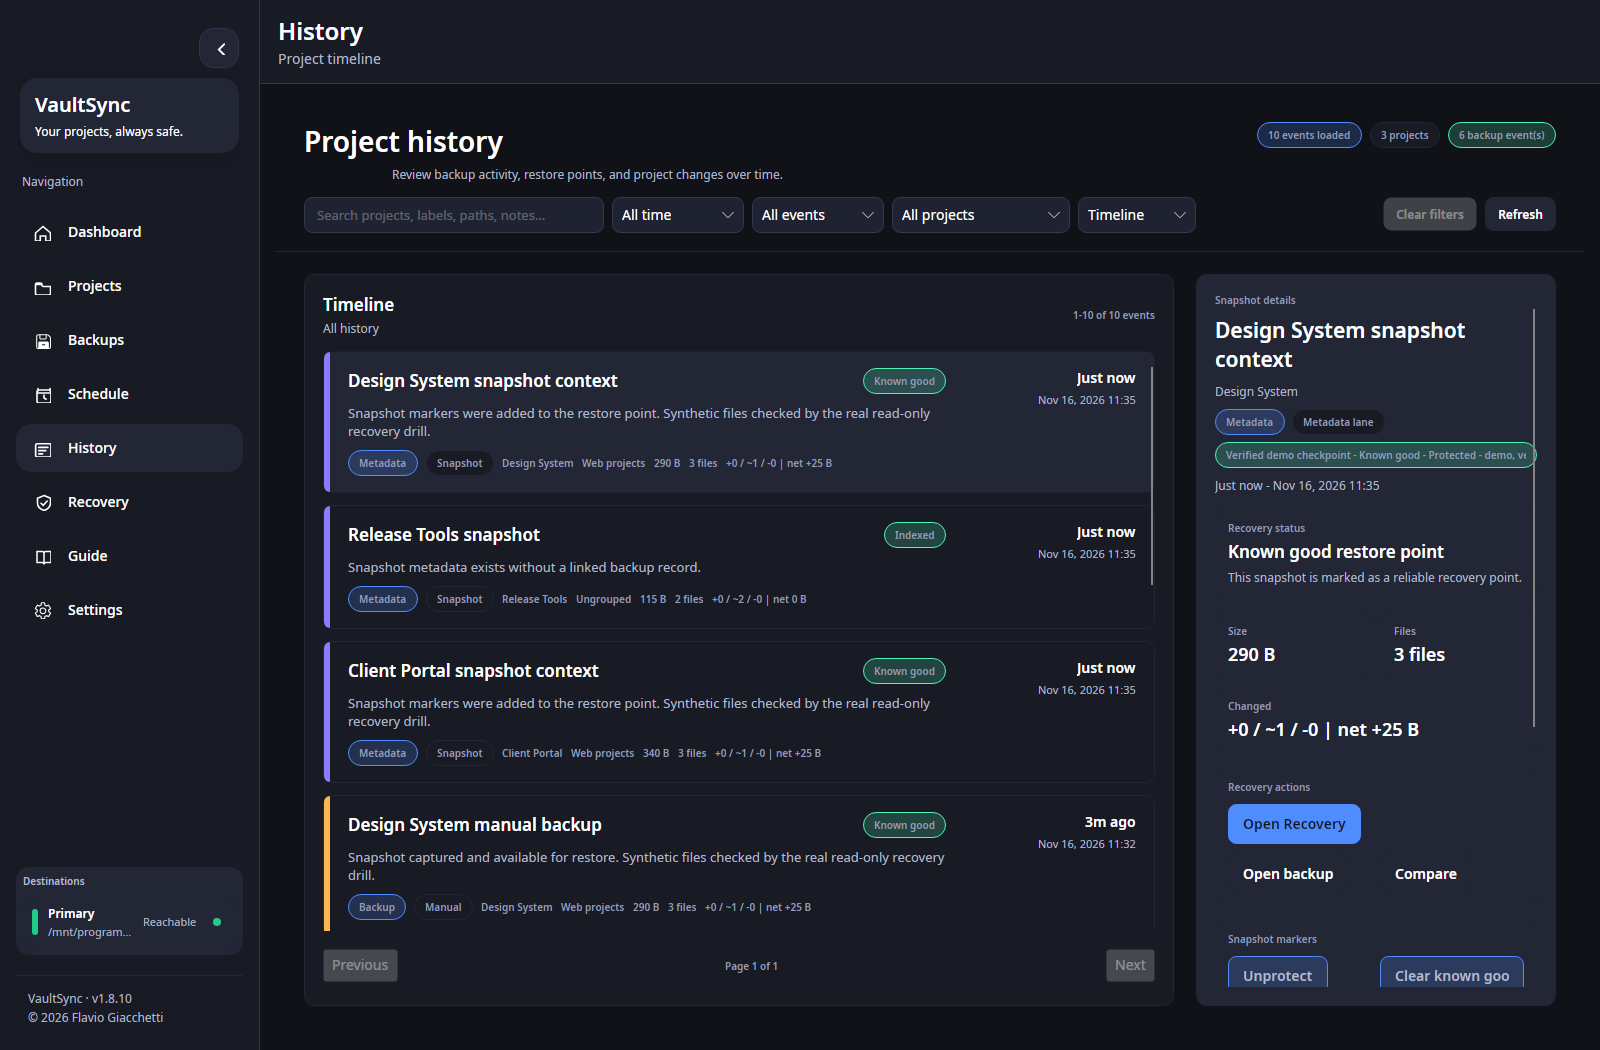 VaultSync
Your projects, always safe.
Navigation
Dashboard
Projects
Backups
Schedule
History
Recovery
Guide
Settings
Destinations
Primary
/mnt/program...
Reachable
VaultSync · v1.8.10
© 2026 Flavio Giacchetti
History
Project timeline
Project history
Review backup activity, restore points, and project changes over time.
10 events loaded
3 projects
6 backup event(s)
Search projects, labels, paths, notes...
All time
All events
All projects
Timeline
Clear filters
Refresh
Timeline
All history
1-10 of 10 events
Design System snapshot context
Known good
Just now
Nov 16, 2026 11:35
Snapshot markers were added to the restore point. Synthetic files checked by the real read-only
recovery drill.
Metadata Snapshot Design System Web projects 290 B 3 files +0 / ~1 / -0 | net +25 B
Release Tools snapshot
Indexed
Just now
Nov 16, 2026 11:35
Snapshot metadata exists without a linked backup record.
Metadata Snapshot Release Tools Ungrouped 115 B 2 files +0 / ~2 / -0 | net 0 B
Client Portal snapshot context
Known good
Just now
Nov 16, 2026 11:35
Snapshot markers were added to the restore point. Synthetic files checked by the real read-only
recovery drill.
Metadata Snapshot Client Portal Web projects 340 B 3 files +0 / ~1 / -0 | net +25 B
Design System manual backup
Known good
3m ago
Nov 16, 2026 11:32
Snapshot captured and available for restore. Synthetic files checked by the real read-only recovery
drill.
Backup Manual Design System Web projects 290 B 3 files +0 / ~1 / -0 | net +25 B
Previous
Page 1 of 1
Next
Snapshot details
Design System snapshot
context
Design System
Metadata Metadata lane
Verified demo checkpoint - Known good - Protected - demo, ve
Just now - Nov 16, 2026 11:35
Recovery status
Known good restore point
This snapshot is marked as a reliable recovery point.
Size
290 B
Files
3 files
Changed
+0 / ~1 / -0 | net +25 B
Recovery actions
Open Recovery
Open backup
Compare
Snapshot markers
Unprotect
Clear known goo